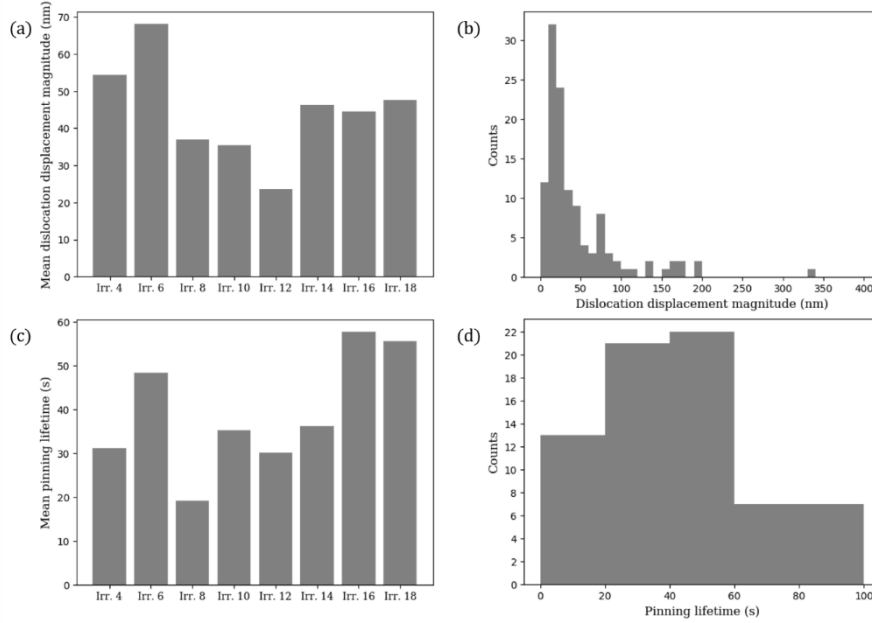 (a)
Mean dislocation displacement magnitude (nm)
70
60
50
40
30
20
10
0
Irr. 4 Irr. 6 Irr. 8 Irr. 10 Irr. 12 Irr. 14 Irr. 16 Irr. 18
(b)
Counts
30
25
20
15
10
5
0
0 50 100 150 200 250 300 350 400
Dislocation displacement magnitude (nm)
(c)
Mean pinning lifetime (s)
60
50
40
30
20
10
0
Irr. 4 Irr. 6 Irr. 8 Irr. 10 Irr. 12 Irr. 14 Irr. 16 Irr. 18
(d)
Counts
22
20
18
16
14
12
10
8
6
4
2
0
0 20 40 60 80 100
Pinning lifetime (s)